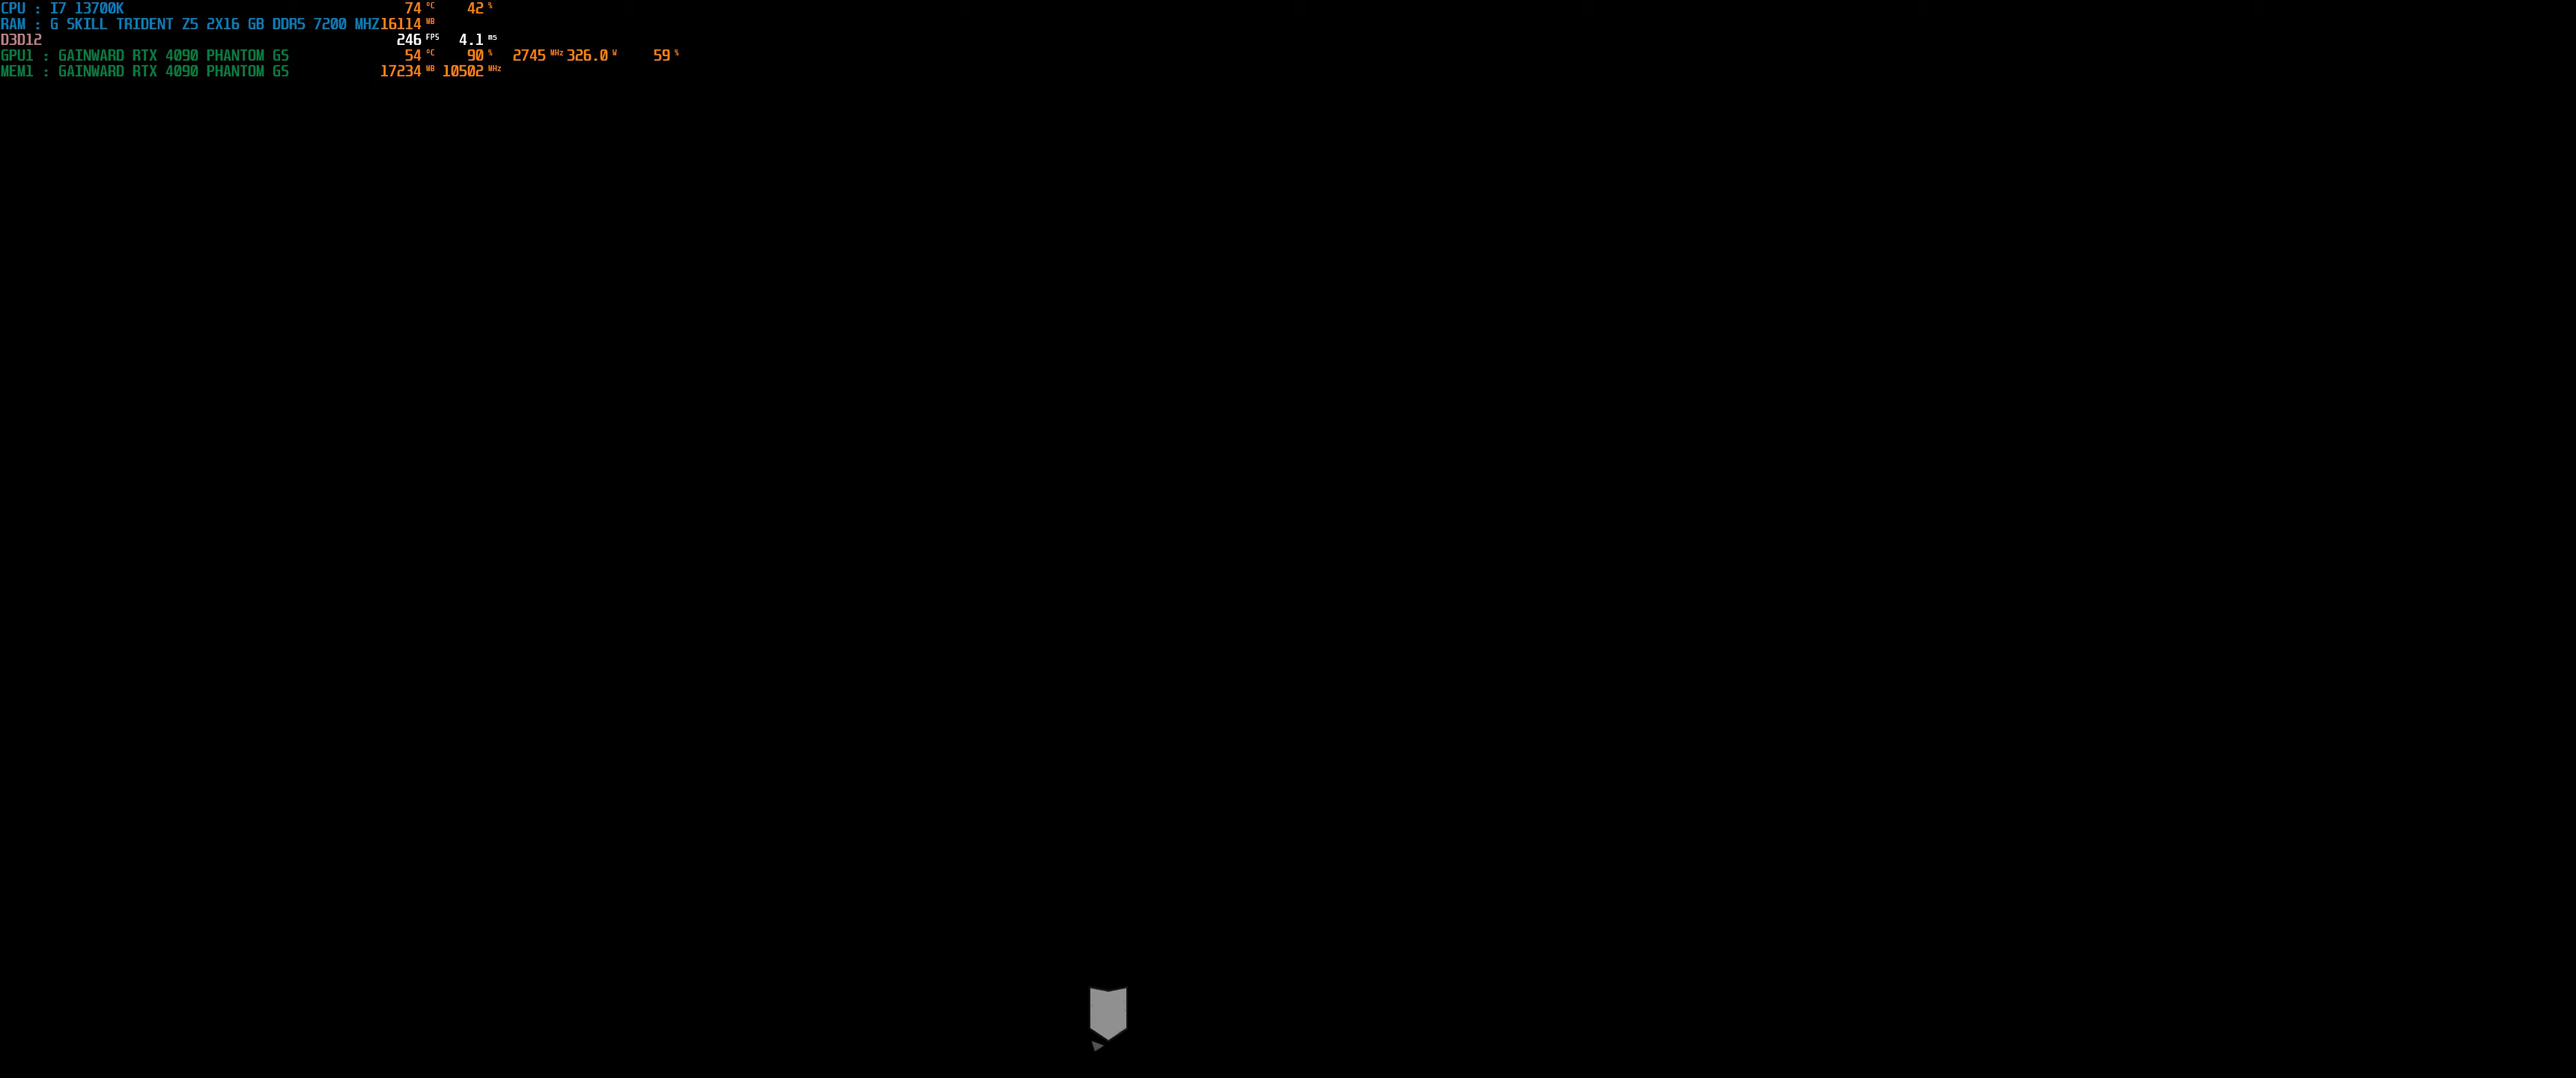 CPU : I7 13700K 74 °C 42 %
RAM : G SKILL TRIDENT Z5 2X16 GB DDR5 7200 MHZ16114 MB
D3D12 246 FPS 4.1 ms
GPU1 : GAINWARD RTX 4090 PHANTOM GS 54 °C 90 % 2745 MHz 326.0 W 59 %
MEM1 : GAINWARD RTX 4090 PHANTOM GS 17234 MB 10502 MHz